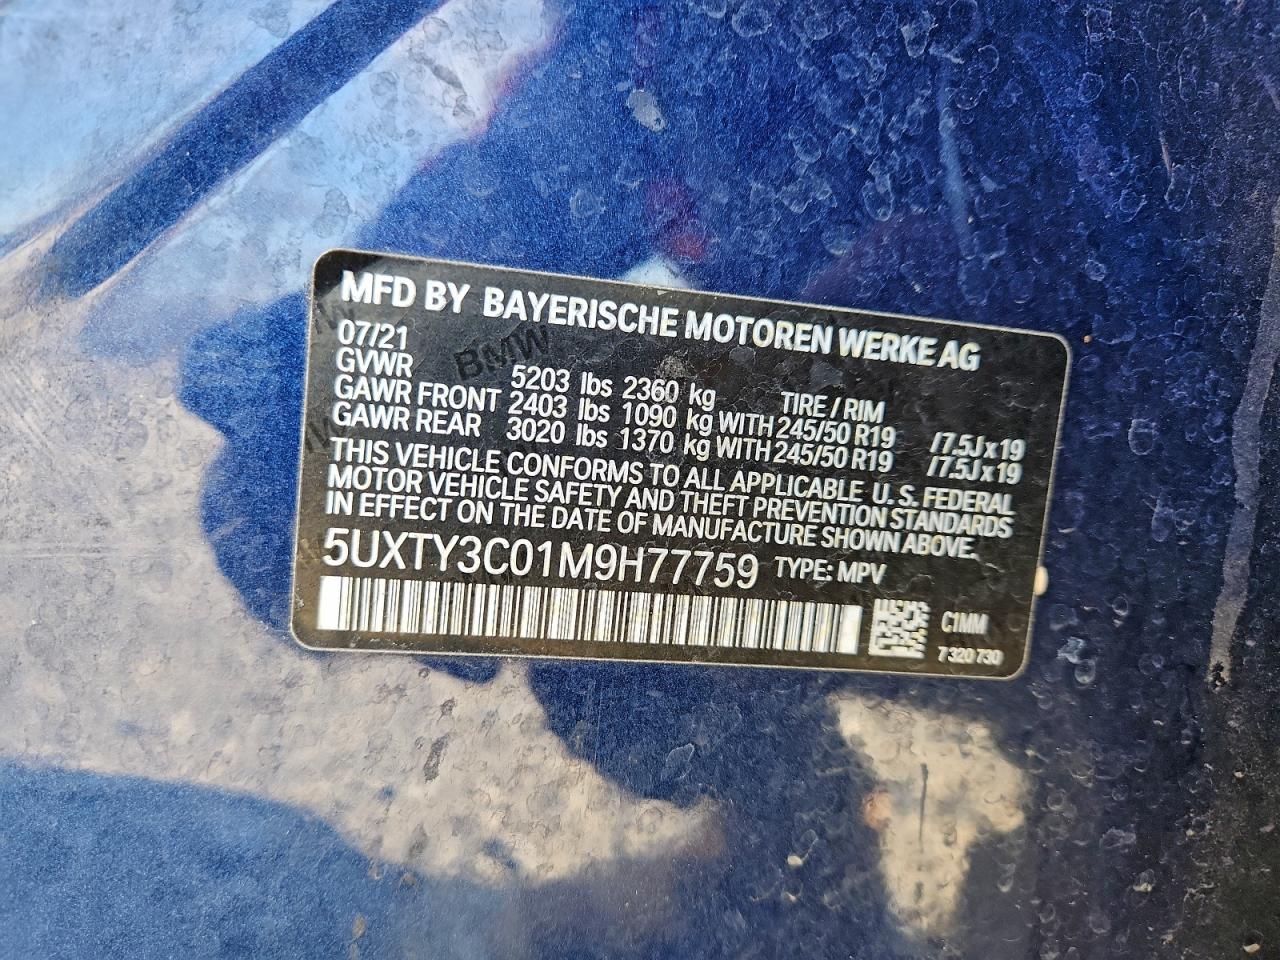 MFD BY BAYERISCHE MOTOREN WERKE AG
07/21
GVWR 5203 lbs 2360 kg TIRE / RIM
GAWR FRONT 2403 lbs 1090 kg WITH 245/50 R19 /7.5Jx19
GAWR REAR 3020 lbs 1370 kg WITH 245/50 R19 /7.5Jx19
THIS VEHICLE CONFORMS TO ALL APPLICABLE U.S. FEDERAL
MOTOR VEHICLE SAFETY AND THEFT PREVENTION STANDARDS
IN EFFECT ON THE DATE OF MANUFACTURE SHOWN ABOVE.
5UXTY3C01M9H77759 TYPE: MPV
C1MM
7 320 730
BMW